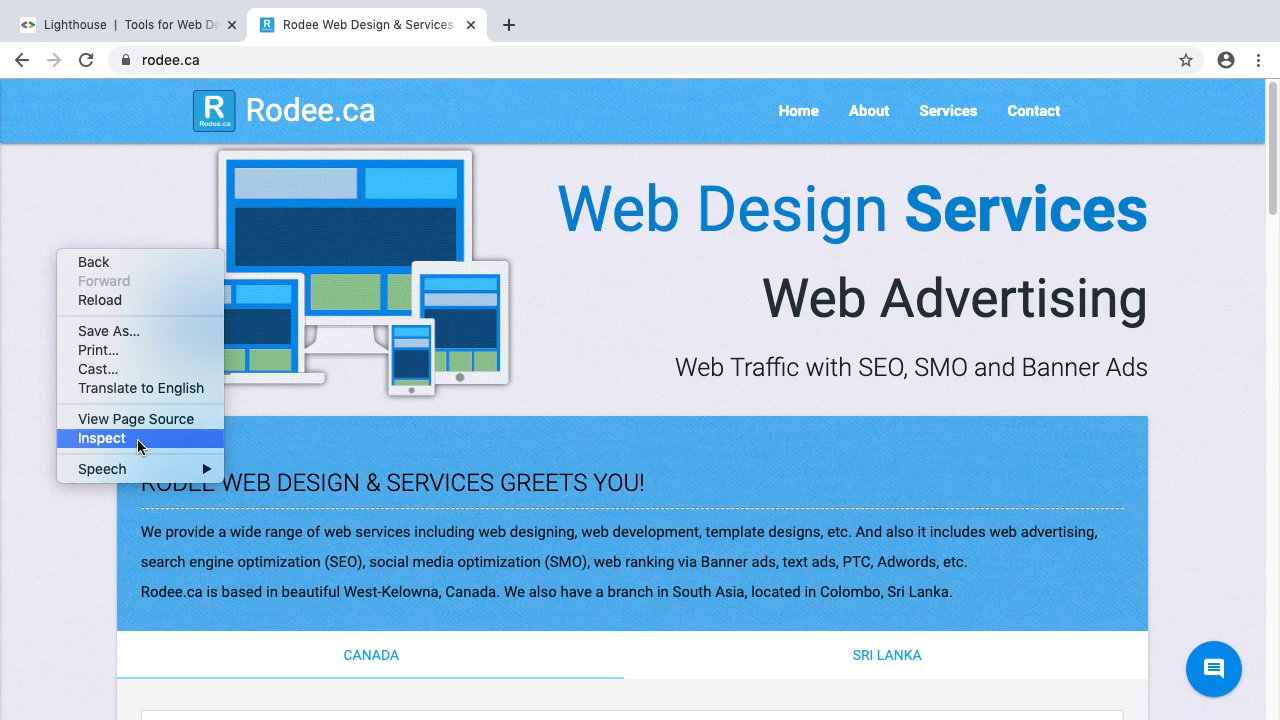 Lighthouse | Tools for Web De
Rodee Web Design & Services
rodee.ca
R
Rodee.ca
Rodee.ca
Home
About
Services
Contact
Web Design Services
Web Advertising
Web Traffic with SEO, SMO and Banner Ads
Back
Forward
Reload
Save As...
Print...
Cast...
Translate to English
View Page Source
Inspect
Speech
RODEE WEB DESIGN & SERVICES GREETS YOU!
We provide a wide range of web services including web designing, web development, template designs, etc. And also it includes web advertising,
search engine optimization (SEO), social media optimization (SMO), web ranking via Banner ads, text ads, PTC, Adwords, etc.
Rodee.ca is based in beautiful West-Kelowna, Canada. We also have a branch in South Asia, located in Colombo, Sri Lanka.
CANADA
SRI LANKA